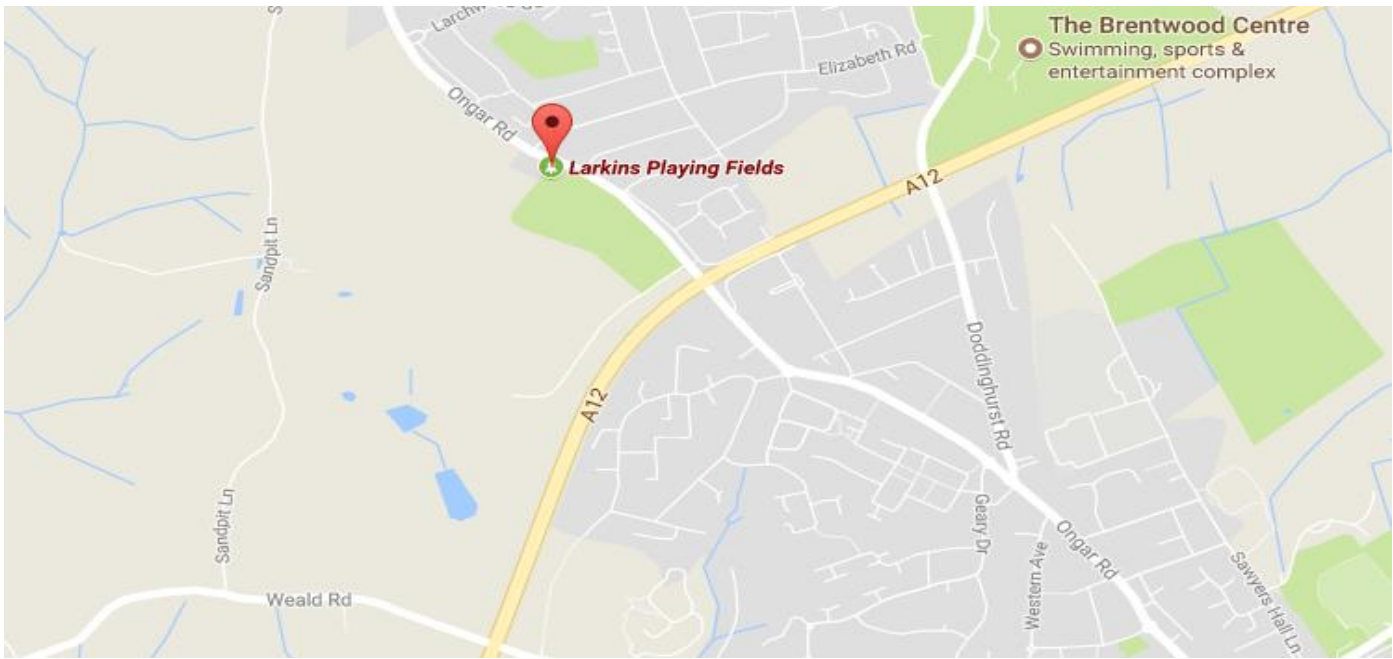 Larchw
The Brentwood Centre
Swimming, sports &
entertainment complex
Elizabeth Rd
Ongar Rd
Larkins Playing Fields
A12
Sandpit Ln
Doddinghurst Rd
A12
Sandpit Ln
Geary Dr
Ongar Rd
Western Ave
Sawyers Hall Ln
Weald Rd